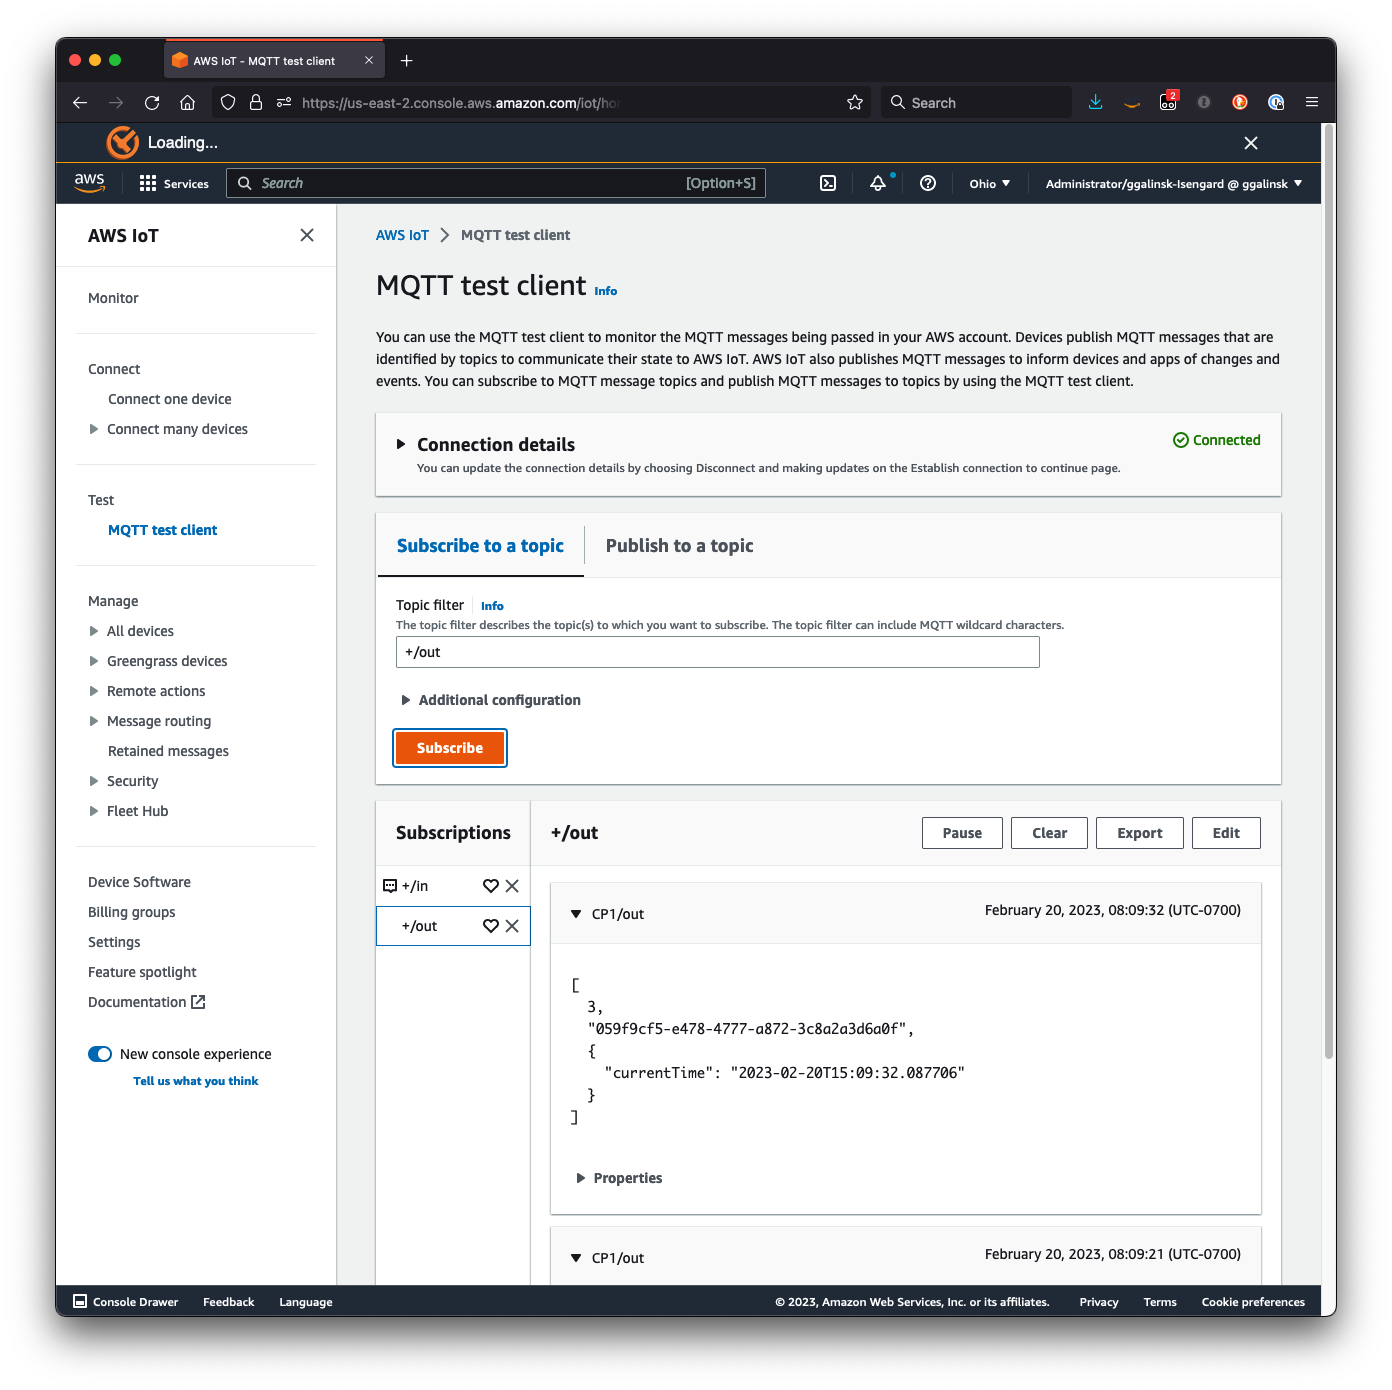 AWS IoT - MQTT test client
https://us-east-2.console.aws.amazon.com/iot/ho
Search
2
Loading...
aws
Services
Search
[Option+S]
Ohio
Administrator/ggalinsk-Isengard @ ggalinsk
AWS IoT
Monitor
Connect
Connect one device
Connect many devices
Test
MQTT test client
Manage
All devices
Greengrass devices
Remote actions
Message routing
Retained messages
Security
Fleet Hub
Device Software
Billing groups
Settings
Feature spotlight
Documentation
New console experience
Tell us what you think
AWS IoT
MQTT test client
MQTT test client Info
You can use the MQTT test client to monitor the MQTT messages being passed in your AWS account. Devices publish MQTT messages that are
identified by topics to communicate their state to AWS IoT. AWS IoT also publishes MQTT messages to inform devices and apps of changes and
events. You can subscribe to MQTT message topics and publish MQTT messages to topics by using the MQTT test client.
Connection details
Connected
You can update the connection details by choosing Disconnect and making updates on the Establish connection to continue page.
Subscribe to a topic
Publish to a topic
Topic filter Info
The topic filter describes the topic(s) to which you want to subscribe. The topic filter can include MQTT wildcard characters.
+/out
Additional configuration
Subscribe
Subscriptions
+/in
+/out
+/out
Pause
Clear
Export
Edit
CP1/out
February 20, 2023, 08:09:32 (UTC-0700)
[
3,
"059f9cf5-e478-4777-a872-3c8a2a3d6a0f",
{
"currentTime": "2023-02-20T15:09:32.087706"
}
]
Properties
CP1/out
February 20, 2023, 08:09:21 (UTC-0700)
Console Drawer
Feedback
Language
© 2023, Amazon Web Services, Inc. or its affiliates.
Privacy
Terms
Cookie preferences